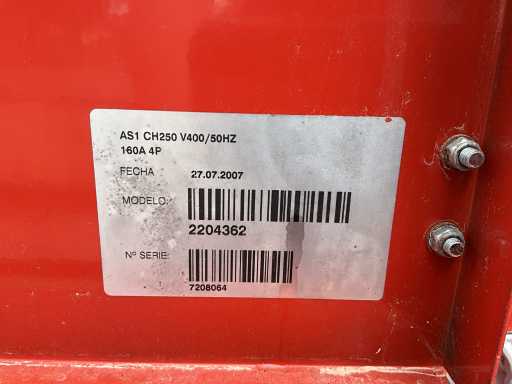 AS1 CH250 V400/50HZ
160A 4P
FECHA 27.07.2007
MODELO:
2204362
Nº SERIE:
7208064